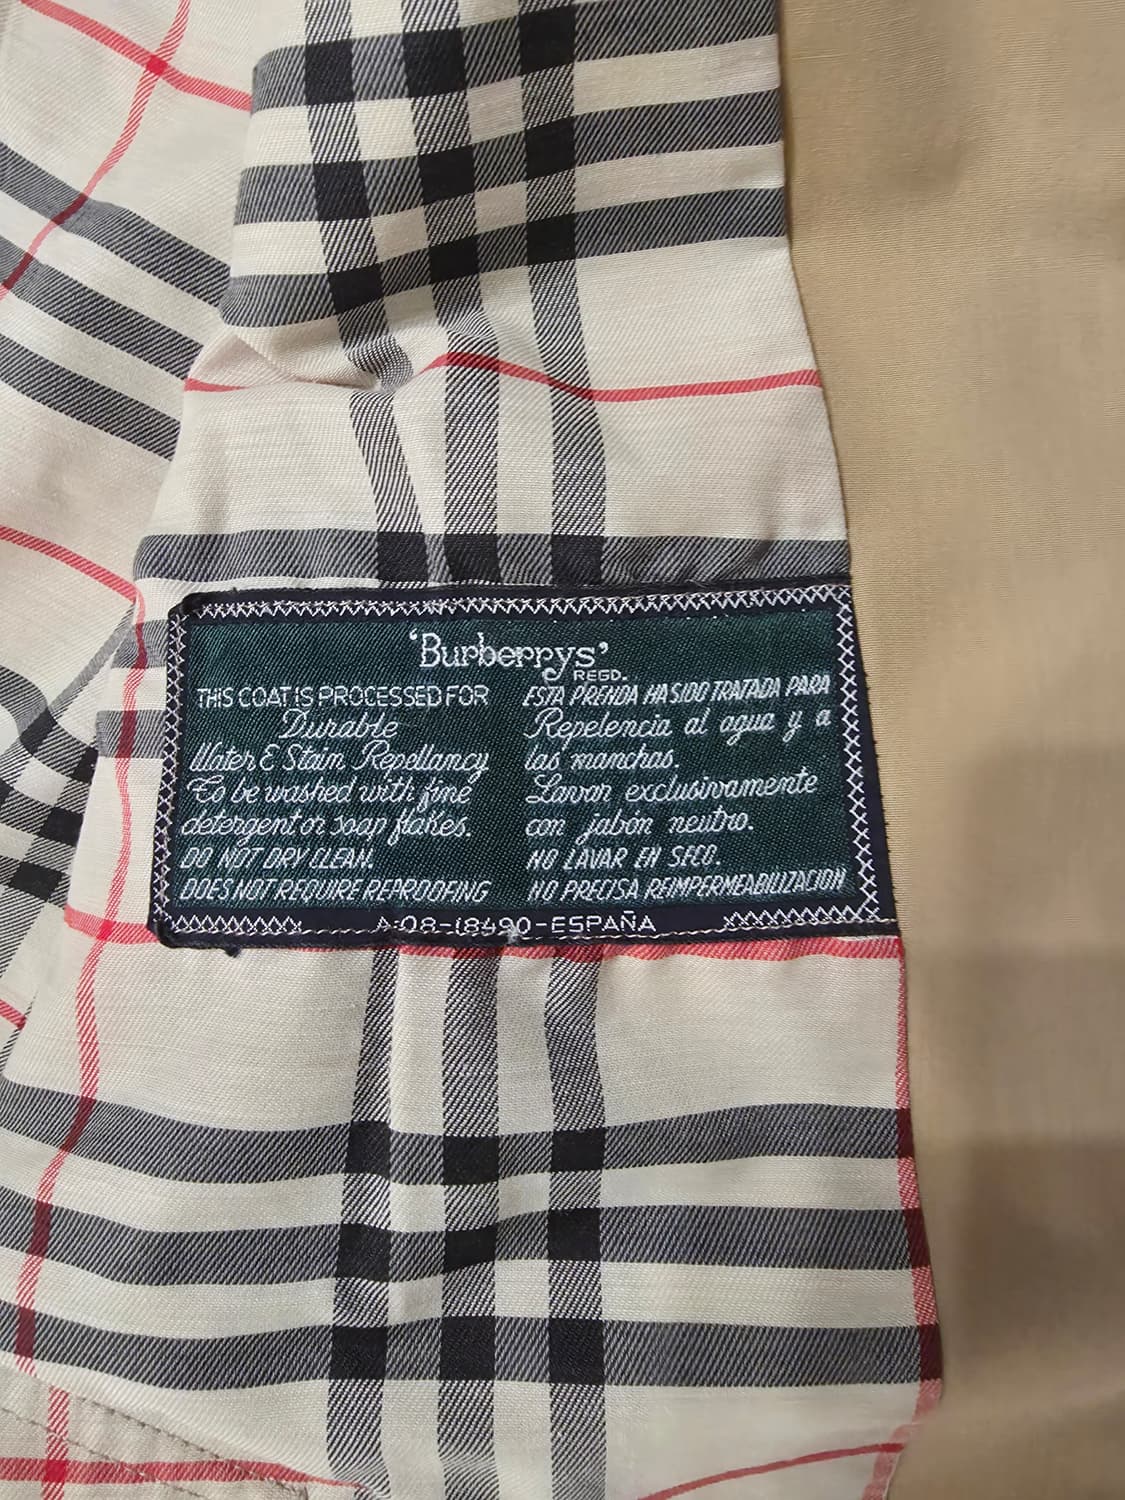 'Burberrys'
REGD.
THIS COAT IS PROCESSED FOR
Durable
Water & Stain Repellancy
To be washed with fine
detergent or soap flakes.
DO NOT DRY CLEAN.
DOES NOT REQUIRE REPROOFING
ESTA PRENDA HA SIDO TRATADA PARA
Repelencia al agua y a
las manchas.
Lavar exclusivamente
con jabón neutro.
NO LAVAR EN SECO.
NO PRECISA REIMPERMEABILIZACION
A-08-18490-ESPAÑA